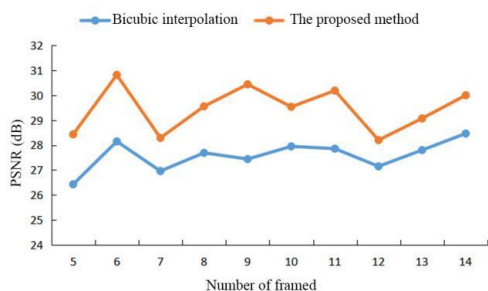 Bicubic interpolation The proposed method
32
31
30
29
28
27
26
25
24
PSNR (dB)
5 6 7 8 9 10 11 12 13 14
Number of framed